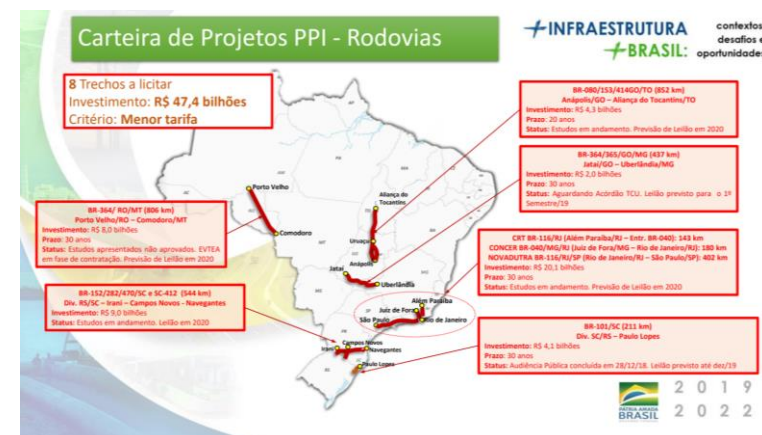 Carteira de Projetos PPI - Rodovias
+INFRAESTRUTURA
+BRASIL:
contextos
desafios e
oportunidades
8 Trechos a licitar
Investimento: R$ 47,4 bilhões
Critério: Menor tarifa
BR-080/153/414GO/TO (852 km)
Anápolis/GO – Aliança do Tocantins/TO
Investimento: R$ 4,3 bilhões
Prazo: 20 anos
Status: Estudos em andamento. Previsão de Leilão em 2020
BR-364/365/GO/MG (437 km)
Jataí/GO – Uberlândia/MG
Investimento: R$ 2,0 bilhões
Prazo: 30 anos
Status: Aguardando Acórdão TCU. Leilão previsto para o 1º
Semestre/19
BR-364/ RO/MT (806 km)
Porto Velho/RO – Comodoro/MT
Investimento: R$ 8,0 bilhões
Prazo: 30 anos
Status: Estudos apresentados não aprovados. EVTEA
em fase de contratação. Previsão de Leilão em 2020
CRT BR-116/RJ (Além Paraíba/RJ – Entr. BR-040): 143 km
CONCER BR-040/MG/RJ (Juiz de Fora/MG – Rio de Janeiro/RJ): 180 km
NOVADUTRA BR-116/RJ/SP (Rio de Janeiro/RJ – São Paulo/SP): 402 km
Investimento: R$ 20,1 bilhões
Prazo: 30 anos
Status: Estudos em andamento. Previsão de Leilão em 2020
BR-152/282/470/SC e SC-412 (544 km)
Div. RS/SC – Irani – Campos Novos - Navegantes
Investimento: R$ 9,0 bilhões
Status: Estudos em andamento. Leilão em 2020
BR-101/SC (211 km)
Div. SC/RS – Paulo Lopes
Investimento: R$ 4,1 bilhões
Prazo: 30 anos
Status: Audiência Pública concluída em 28/12/18. Leilão previsto até dez/19
Porto Velho
Comodoro
Aliança do
Tocantins
Uruaçu
Anápolis
Jataí
Uberlândia
Além Paraíba
Juiz de Fora
São Paulo
Rio de Janeiro
Campos Novos
Irani
Navegantes
Paulo Lopes
PÁTRIA AMADA
BRASIL
2019
2022